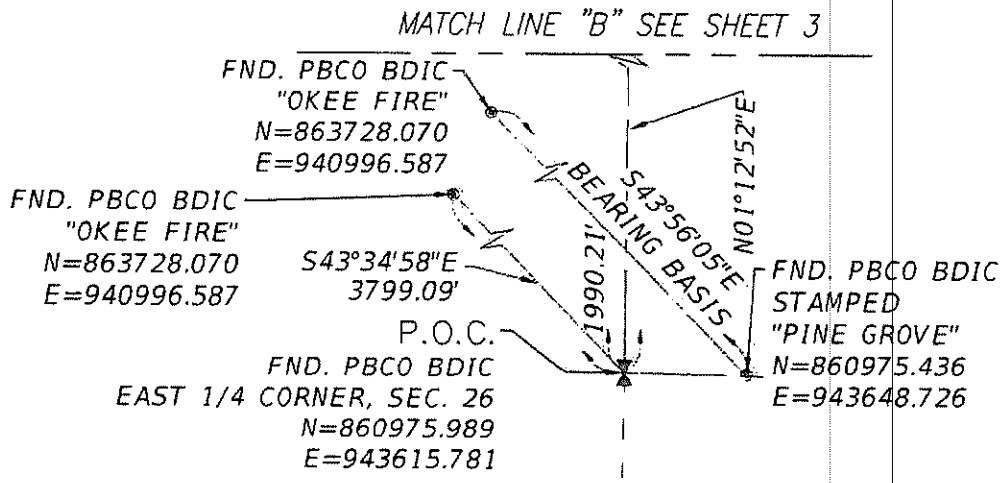 MATCH LINE "B" SEE SHEET 3
FND. PBCO BDIC
"OKEE FIRE"
N=863728.070
E=940996.587
FND. PBCO BDIC
"OKEE FIRE"
N=863728.070
E=940996.587
S43°34'58"E
3799.09'
1990.21'
S43°56'05"E
BEARING BASIS
N01°12'52"E
P.O.C.
FND. PBCO BDIC
EAST 1/4 CORNER, SEC. 26
N=860975.989
E=943615.781
FND. PBCO BDIC
STAMPED
"PINE GROVE"
N=860975.436
E=943648.726